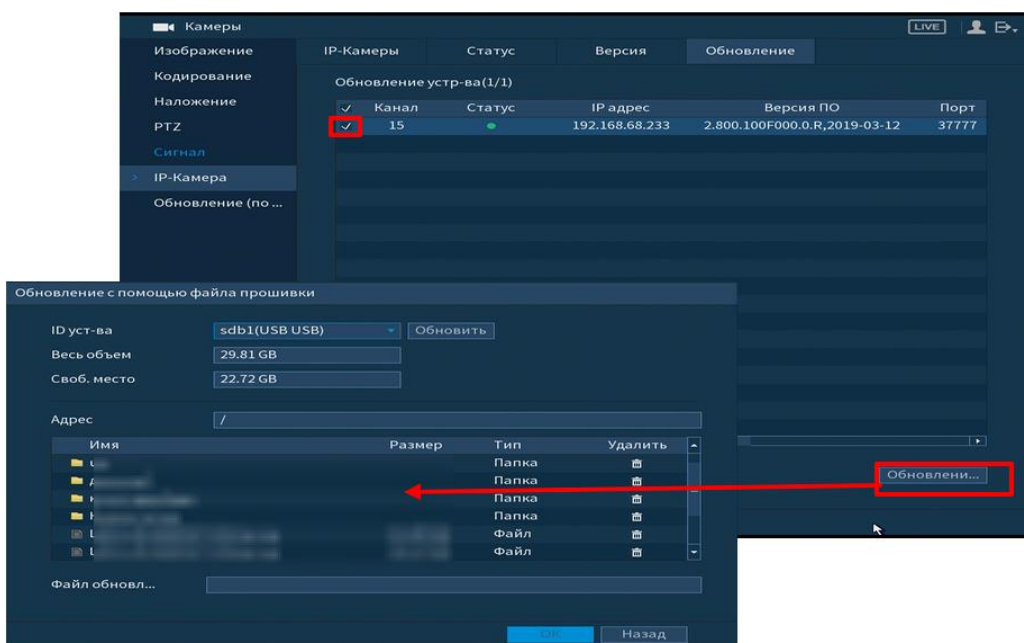 Камеры
LIVE
Изображение
Кодирование
Наложение
PTZ
Сигнал
IP-Камера
Обновление (по ...
IP-Камеры Статус Версия Обновление
Обновление устр-ва(1/1)
Канал Статус IP адрес Версия ПО Порт
15 192.168.68.233 2.800.100F000.0.R,2019-03-12 37777
Обновлени...
Обновление с помощью файла прошивки
ID уст-ва sdb1(USB USB) Обновить
Весь объем 29.81 GB
Своб. место 22.72 GB
Адрес /
Имя Размер Тип Удалить
Папка
Папка
Папка
Папка
Файл
Файл
Файл обновл...
OK Назад